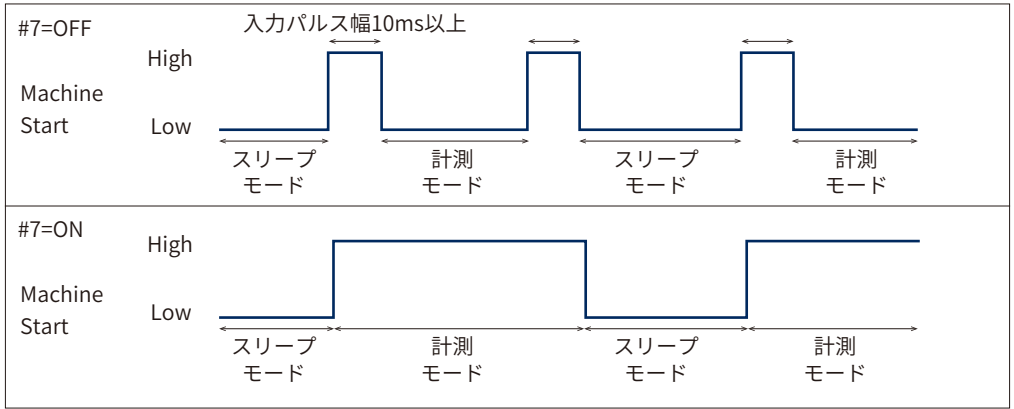 #7=OFF
入力パルス幅10ms以上
High
Machine
Start
Low
スリープ
モード
計測
モード
スリープ
モード
計測
モード
#7=ON
High
Machine
Start
Low
スリープ
モード
計測
モード
スリープ
モード
計測
モード